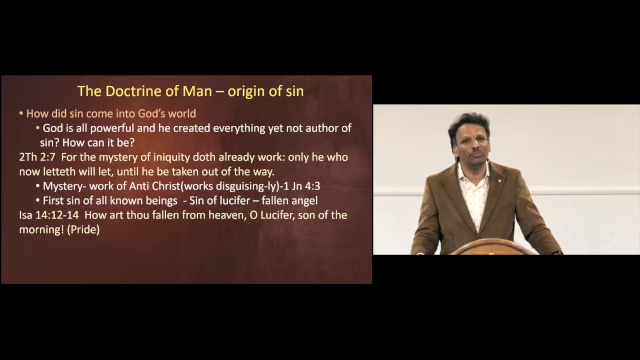 The Doctrine of Man – origin of sin
• How did sin come into God's world
• God is all powerful and he created everything yet not author of
sin? How can it be?
2Th 2:7  For the mystery of iniquity doth already work: only he who
now letteth will let, until he be taken out of the way.
• Mystery- work of Anti Christ(works disguising-ly)-1 Jn 4:3
• First sin of all known beings  - Sin of lucifer – fallen angel
Isa 14:12-14  How art thou fallen from heaven, O Lucifer, son of the
morning! (Pride)